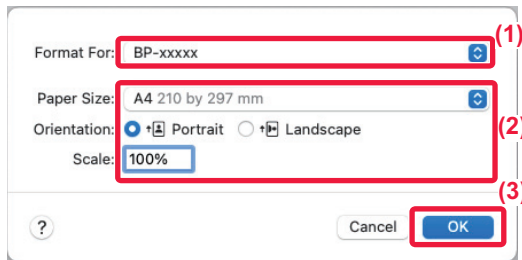 (1)
Format For: BP-xxxxx
Paper Size: A4 210 by 297 mm
Orientation: Portrait Landscape
(2)
Scale: 100%
(3)
? Cancel OK